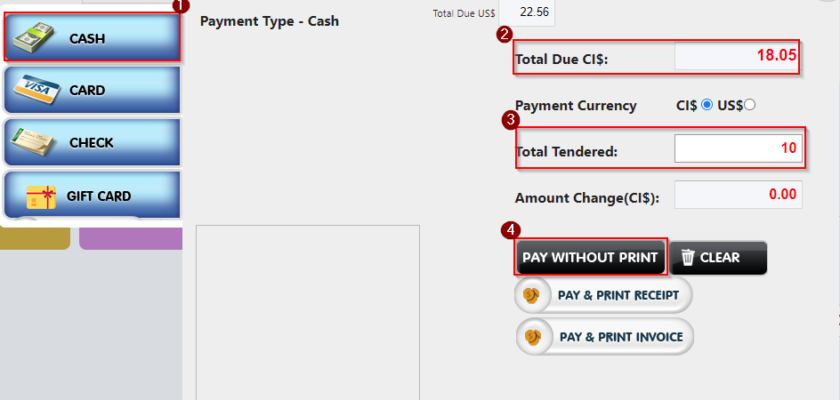 1
CASH
VISA
CARD
CHECK
GIFT CARD
Payment Type - Cash
Total Due US$ 22.56
2
Total Due CI$: 18.05
Payment Currency CI$ US$
3
Total Tendered: 10
Amount Change(CI$): 0.00
4
PAY WITHOUT PRINT CLEAR
PAY & PRINT RECEIPT
PAY & PRINT INVOICE